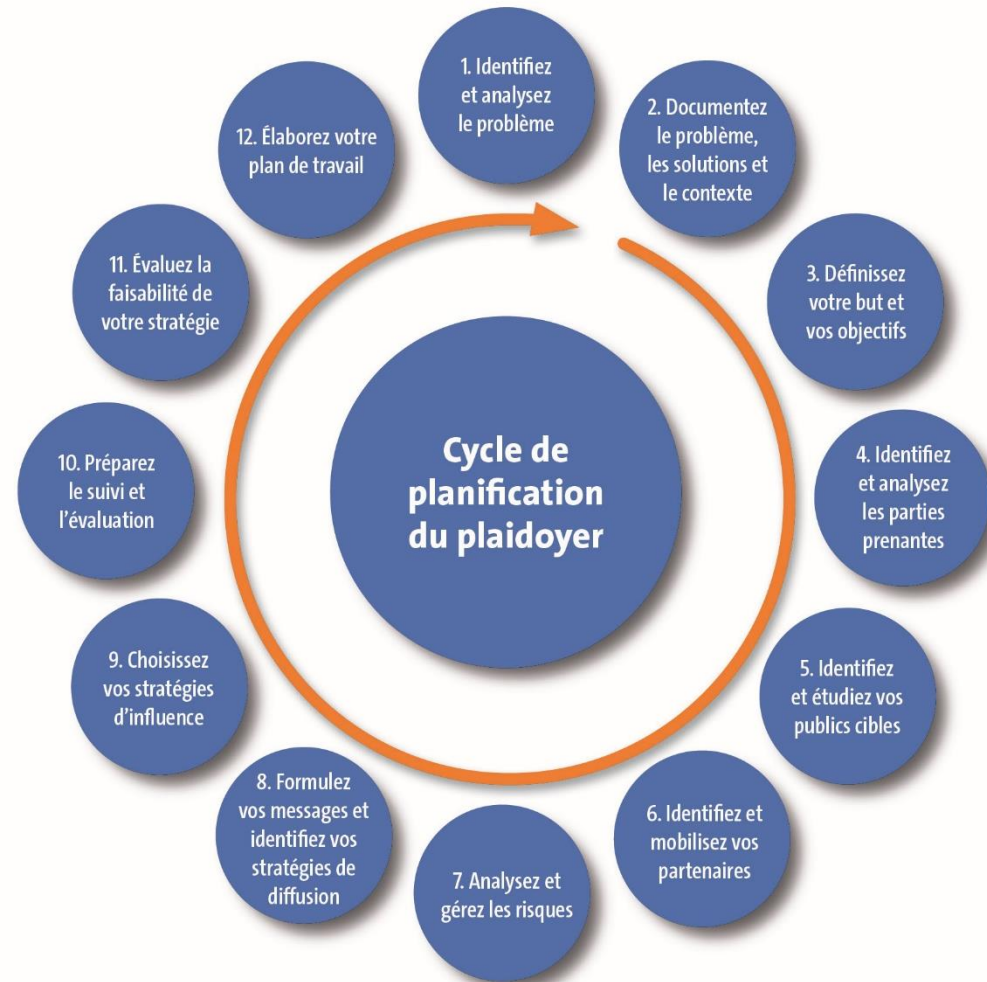 1. Identifiez
et analysez
le problème
2. Documentez
le problème,
les solutions et
le contexte
3. Définissez
votre but et
vos objectifs
4. Identifiez
et analysez
les parties
prenantes
5. Identifiez
et étudiez vos
publics cibles
6. Identifiez et
mobilisez vos
partenaires
7. Analysez et
gérez les risques
8. Formulez
vos messages et
identifiez vos
stratégies de
diffusion
9. Choisissez
vos stratégies
d’influence
10. Préparez
le suivi et
l’évaluation
11. Évaluez la
faisabilité de
votre stratégie
12. Élaborez votre
plan de travail
Cycle de
planification
du plaidoyer